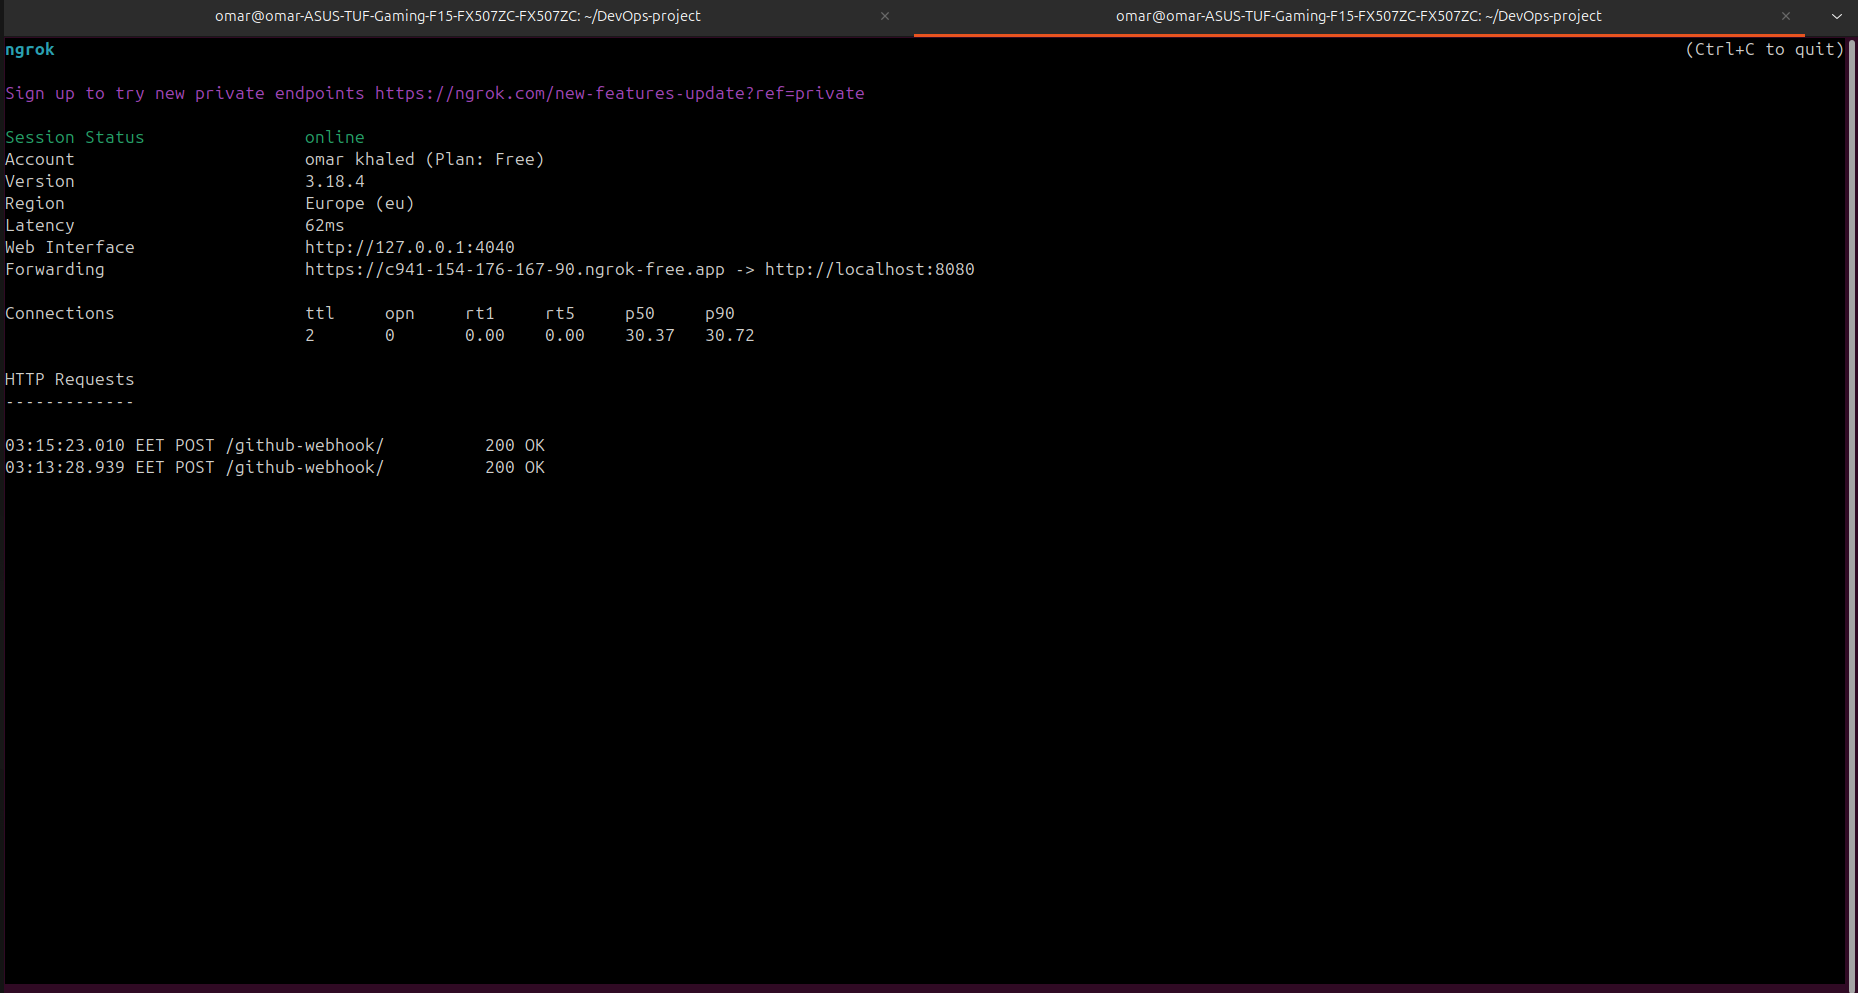 omar@omar-ASUS-TUF-Gaming-F15-FX507ZC-FX507ZC: ~/DevOps-project × omar@omar-ASUS-TUF-Gaming-F15-FX507ZC-FX507ZC: ~/DevOps-project ×
ngrok (Ctrl+C to quit)
Sign up to try new private endpoints https://ngrok.com/new-features-update?ref=private
Session Status online
Account omar khaled (Plan: Free)
Version 3.18.4
Region Europe (eu)
Latency 62ms
Web Interface http://127.0.0.1:4040
Forwarding https://c941-154-176-167-90.ngrok-free.app -> http://localhost:8080
Connections ttl opn rt1 rt5 p50 p90
2 0 0.00 0.00 30.37 30.72
HTTP Requests
-------------
03:15:23.010 EET POST /github-webhook/ 200 OK
03:13:28.939 EET POST /github-webhook/ 200 OK